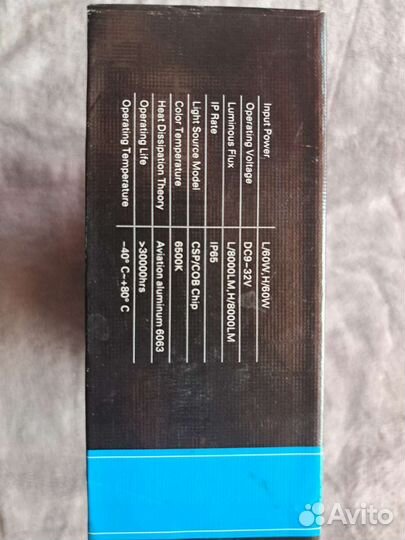 Input Power L/60W,H/60W
Operating Voltage DC9-32V
Luminous Flux L/8000LM,H/8000LM
IP Rate IP65
Light Source Model CSP/COB Chip
Color Temperature 6500K
Heat Dissipation Theory Aviation aluminum 6063
Operating Life >30000hrs
Operating Temperature -40° C~+80° C
Avito